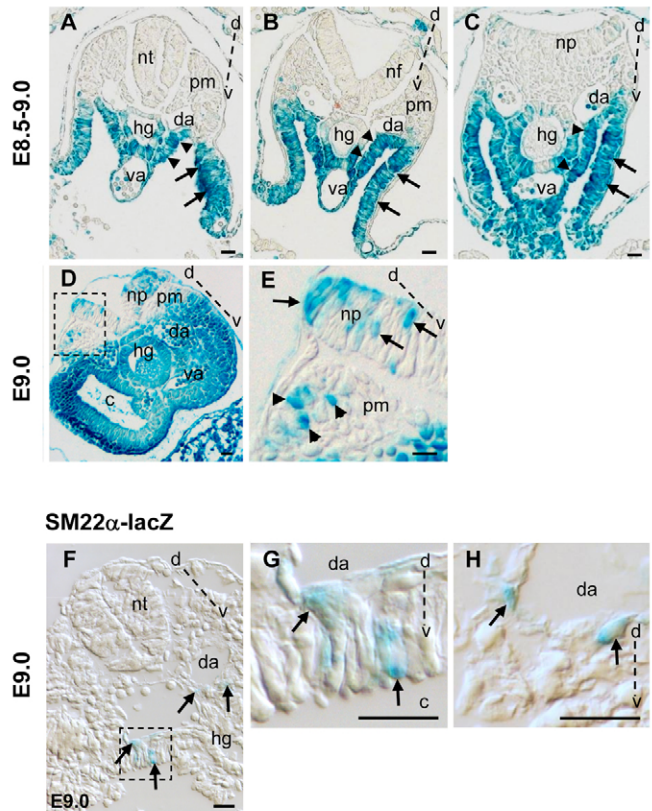 E8.5-9.0
A
nt
pm
d
v
hg
da
va
B
nf
pm
d
v
hg
da
va
C
np
d
v
da
hg
va
E9.0
D
d
np
pm
v
da
hg
va
c
E
d
np
v
pm
SM22α-lacZ
E9.0
F
d
nt
v
da
hg
E9.0
G
da
d
v
c
H
da
d
v